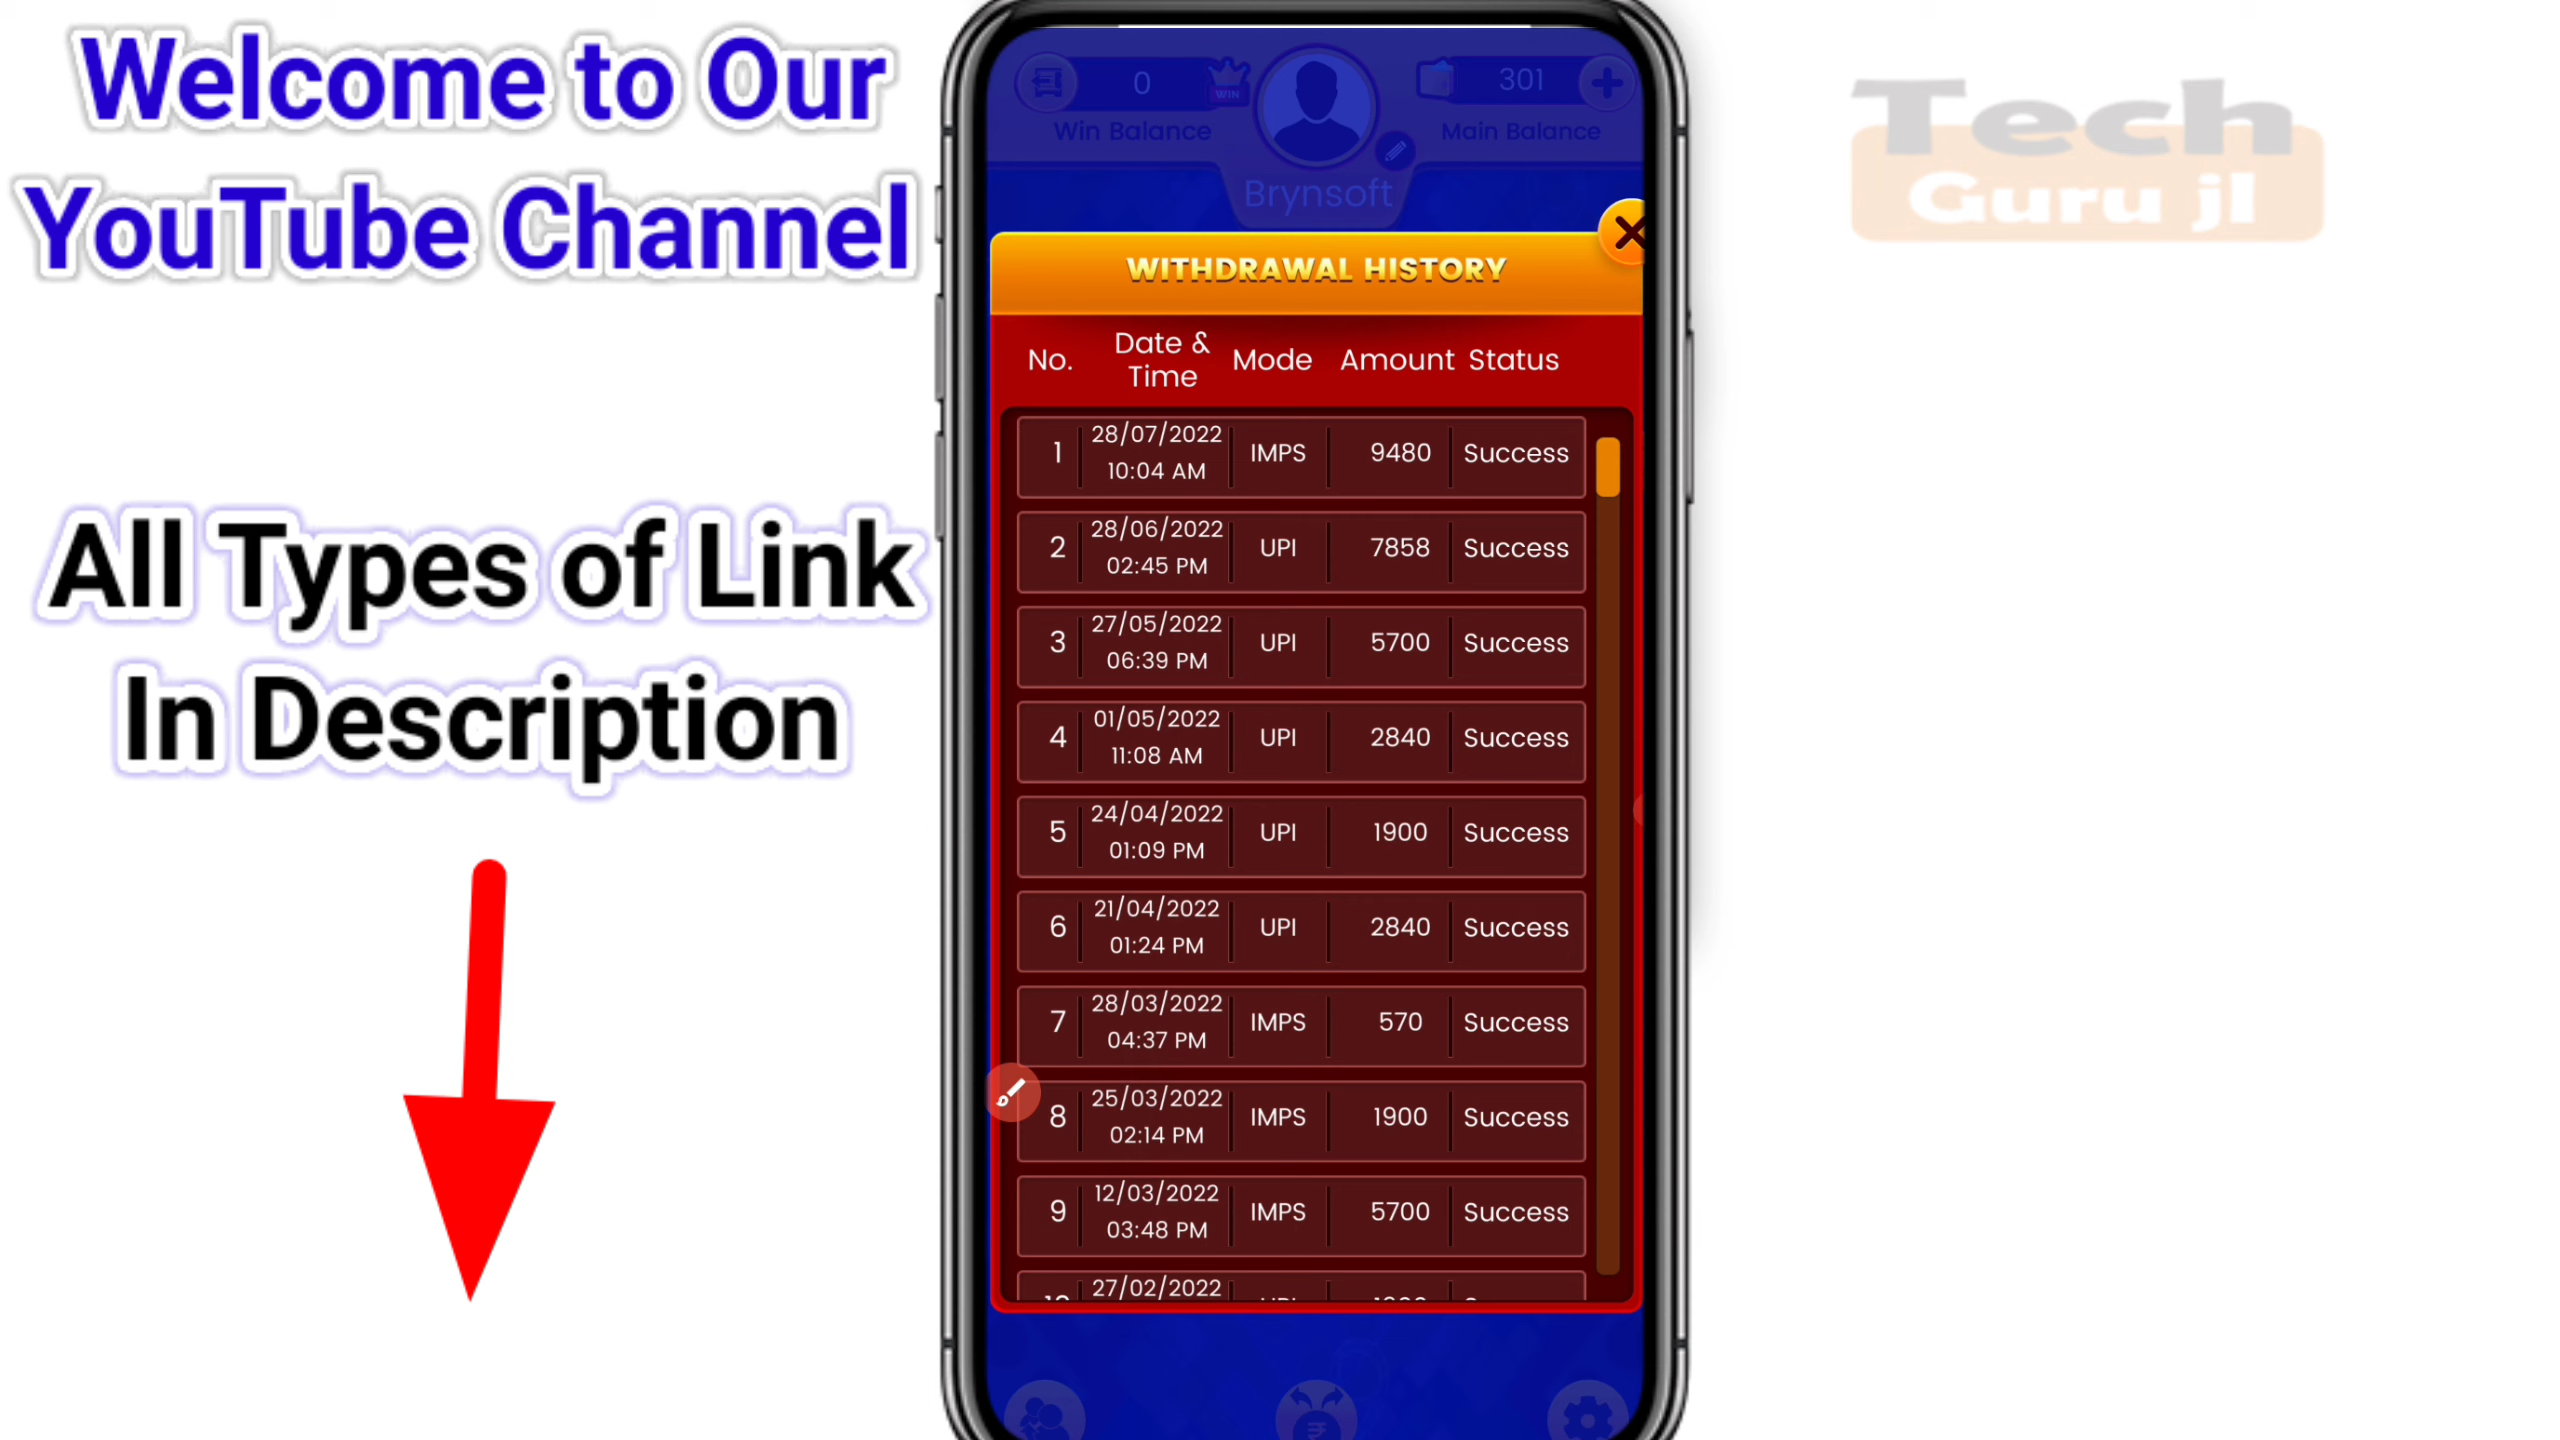 Welcome to Our
YouTube Channel
All Types of Link
In Description
0
WIN
301
Win Balance
Main Balance
Brynsoft
Tech
Guru jl
WITHDRAWAL HISTORY
No. Date & Time Mode Amount Status
1 28/07/2022 10:04 AM IMPS 9480 Success
2 28/06/2022 02:45 PM UPI 7858 Success
3 27/05/2022 06:39 PM UPI 5700 Success
4 01/05/2022 11:08 AM UPI 2840 Success
5 24/04/2022 01:09 PM UPI 1900 Success
6 21/04/2022 01:24 PM UPI 2840 Success
7 28/03/2022 04:37 PM IMPS 570 Success
8 25/03/2022 02:14 PM IMPS 1900 Success
9 12/03/2022 03:48 PM IMPS 5700 Success
27/02/2022